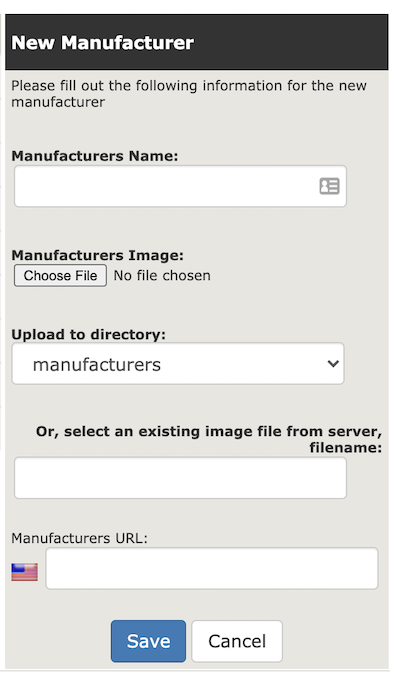 New Manufacturer
Please fill out the following information for the new
manufacturer
Manufacturers Name:
Manufacturers Image:
Choose File No file chosen
Upload to directory:
manufacturers
Or, select an existing image file from server,
filename:
Manufacturers URL:
Save Cancel